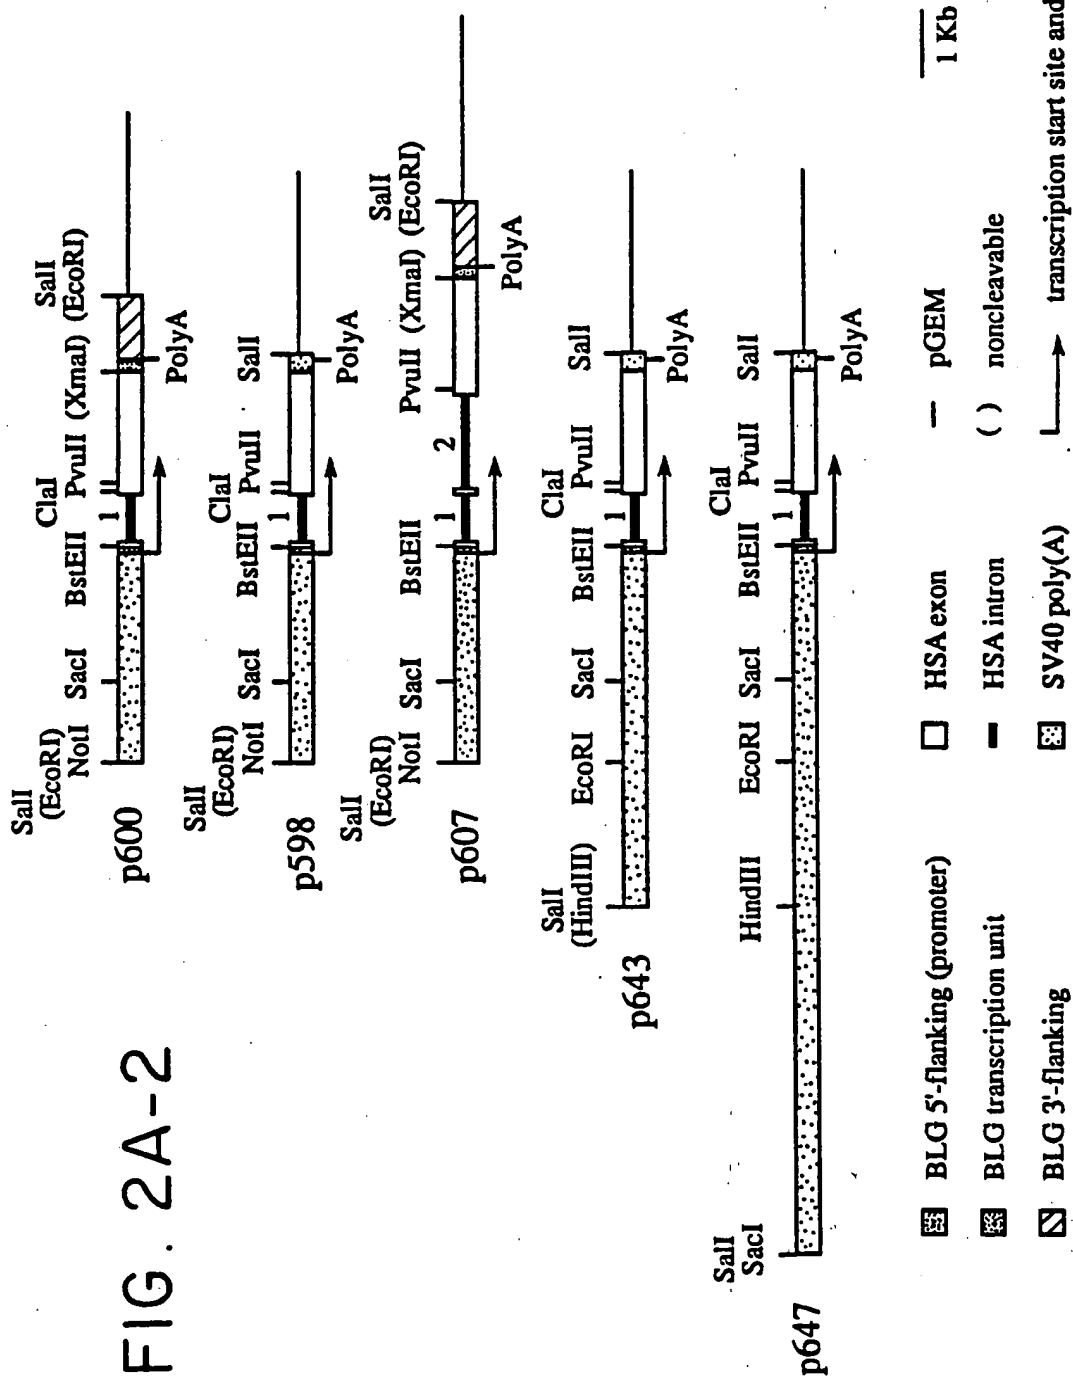 FIG. 2A-2
SalI
(EcoRI)
NotI SacI BstEII ClaI PvuII (XmaI) SalI (EcoRI)
1
p600
PolyA
SalI
(EcoRI)
NotI SacI BstEII ClaI PvuII SalI
1
p598
PolyA
SalI
(EcoRI)
NotI SacI BstEII PvuII (XmaI) SalI (EcoRI)
1 2
p607
PolyA
SalI
(HindIII) EcoRI SacI BstEII ClaI PvuII SalI
1
p643
PolyA
SalI
SacI HindIII EcoRI SacI BstEII ClaI PvuII SalI
1
p647
PolyA
BLG 5'-flanking (promoter) HSA exon pGEM 1 Kb
BLG transcription unit HSA intron ( ) noncleavable
BLG 3'-flanking SV40 poly(A) transcription start site and